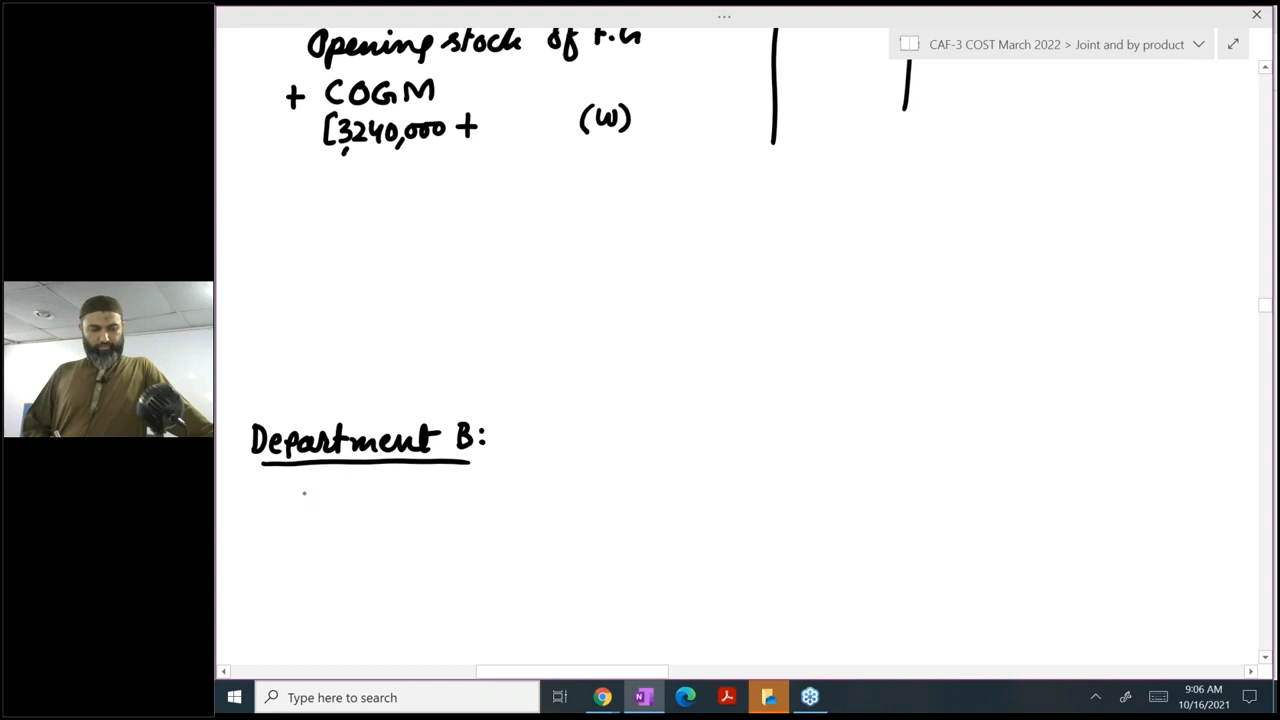 ...
CAF-3 COST March 2022 > Joint and by product
Opening stock of F.G
+ COGM
[3240,000 + (W)
Department B:
Type here to search
9:06 AM
10/16/2021